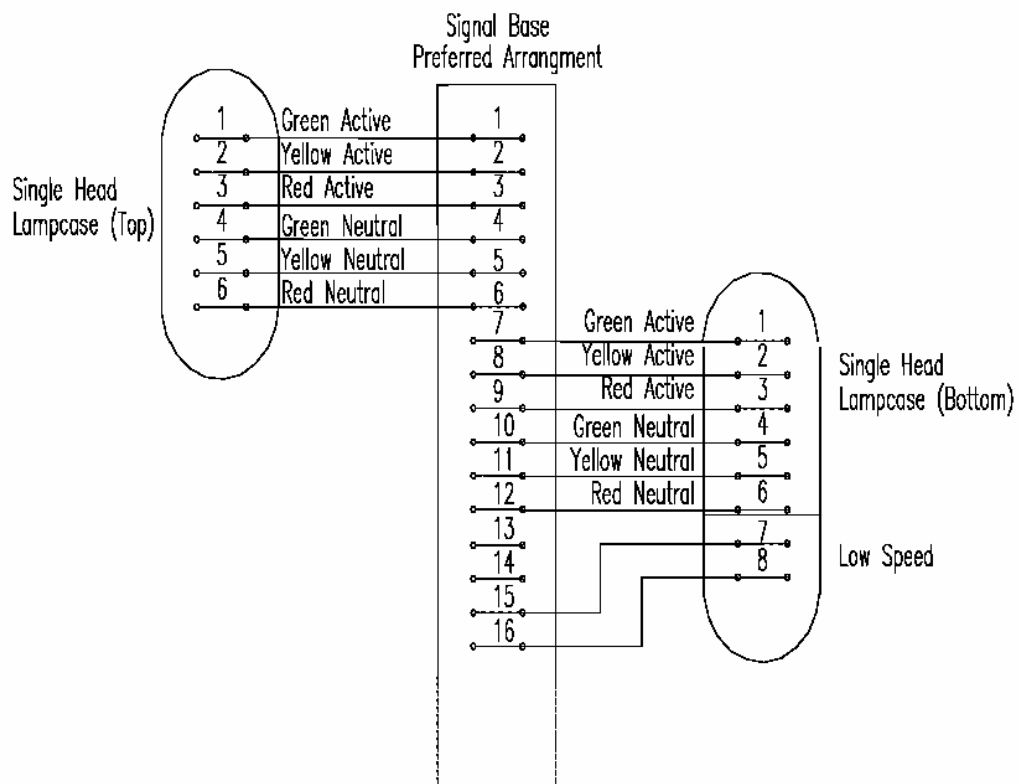 Signal Base
Preferred Arrangment
1 Green Active 1
2 Yellow Active 2
3 Red Active 3
4 Green Neutral 4
5 Yellow Neutral 5
6 Red Neutral 6
Single Head
Lampcase (Top)
7 Green Active 1
8 Yellow Active 2
9 Red Active 3
10 Green Neutral 4
11 Yellow Neutral 5
12 Red Neutral 6
Single Head
Lampcase (Bottom)
13 7
14 8
15
16
Low Speed